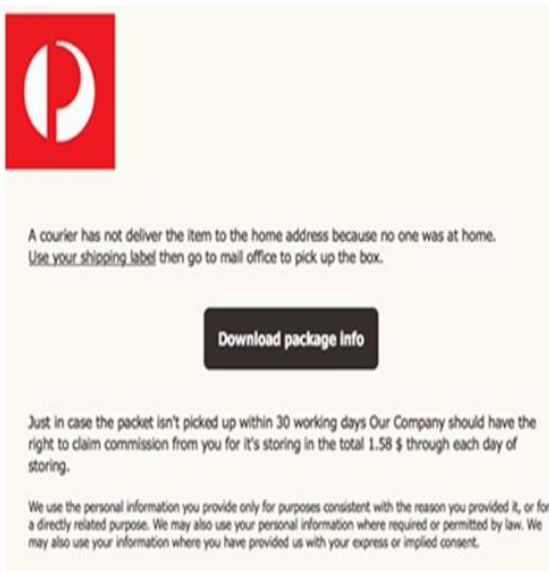 A courier has not deliver the item to the home address because no one was at home.
Use your shipping label then go to mail office to pick up the box.
Download package info
Just in case the packet isn't picked up within 30 working days Our Company should have the
right to claim commission from you for it's storing in the total 1.58 $ through each day of
storing.
We use the personal information you provide only for purposes consistent with the reason you provided it, or for
a directly related purpose. We may also use your personal information where required or permitted by law. We
may also use your information where you have provided us with your express or implied consent.